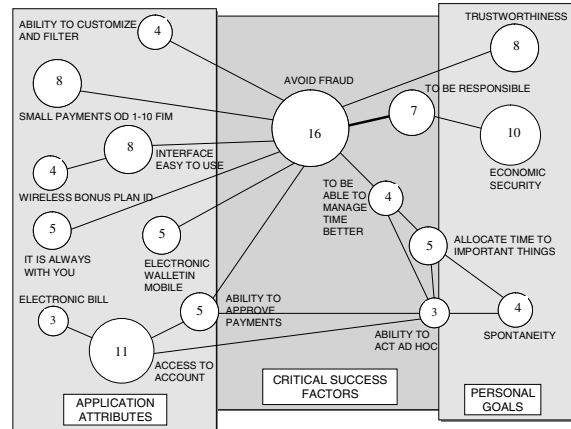 ABILITY TO CUSTOMIZE
AND FILTER
4
8
SMALL PAYMENTS OD 1-10 FIM
8
INTERFACE
EASY TO USE
4
WIRELESS BONUS PLAN ID
5
IT IS ALWAYS
WITH YOU
5
ELECTRONIC
WALLETIN
MOBILE
ELECTRONIC BILL
3
11
ACCESS TO
ACCOUNT
5
ABILITY TO
APPROVE
PAYMENTS
APPLICATION
ATTRIBUTES
AVOID FRAUD
16
TO BE RESPONSIBLE
7
TO BE
ABLE TO
MANAGE
TIME
BETTER
4
5
3
ABILITY TO
ACT AD HOC
CRITICAL SUCCESS
FACTORS
TRUSTWORTHINESS
8
10
ECONOMIC
SECURITY
ALLOCATE TIME TO
IMPORTANT THINGS
4
SPONTANEITY
PERSONAL
GOALS